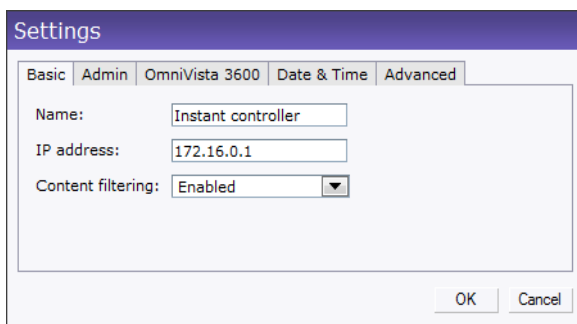 Settings
Basic Admin OmniVista 3600 Date & Time Advanced
Name: Instant controller
IP address: 172.16.0.1
Content filtering: Enabled
OK Cancel